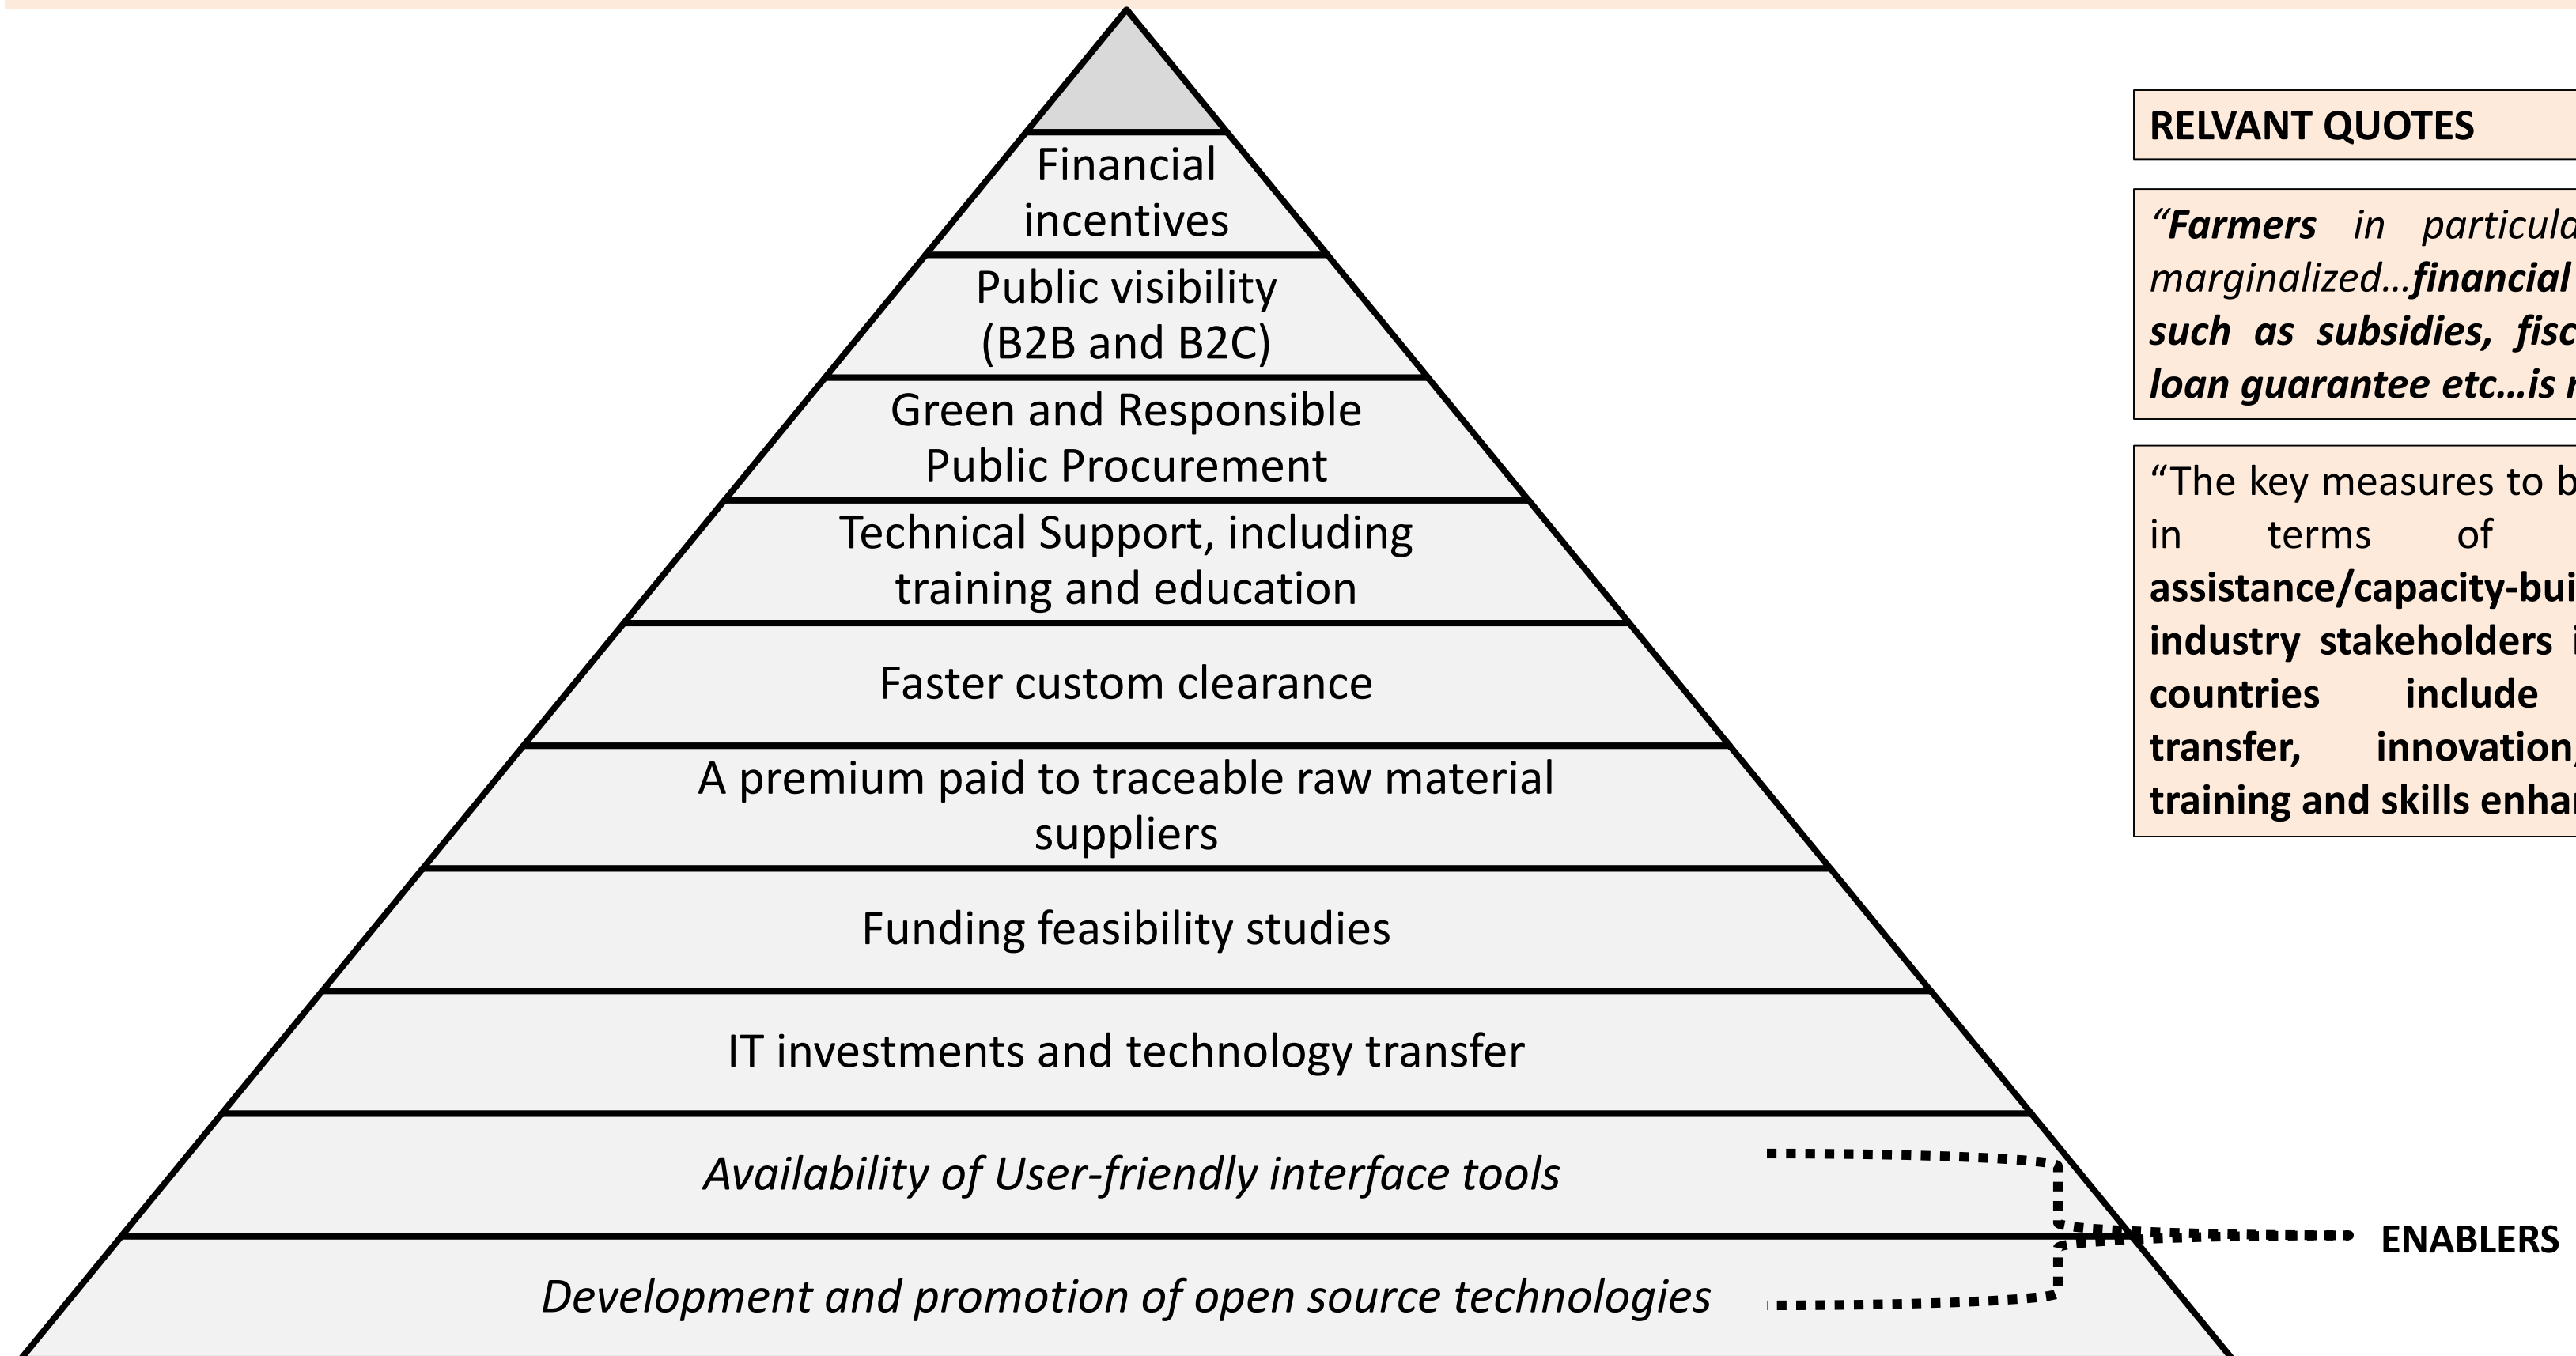 Financial
incentives
Public visibility
(B2B and B2C)
Green and Responsible
Public Procurement
Technical Support, including
training and education
Faster custom clearance
A premium paid to traceable raw material
suppliers
Funding feasibility studies
IT investments and technology transfer
Availability of User-friendly interface tools
Development and promotion of open source technologies
ENABLERS
RELVANT QUOTES
“Farmers in
marginalized…financial
such as subsidies,
loan guarantee etc…is
“The key measures to
in terms of

industry stakeholders
countries include
transfer, innovation,
training and skills